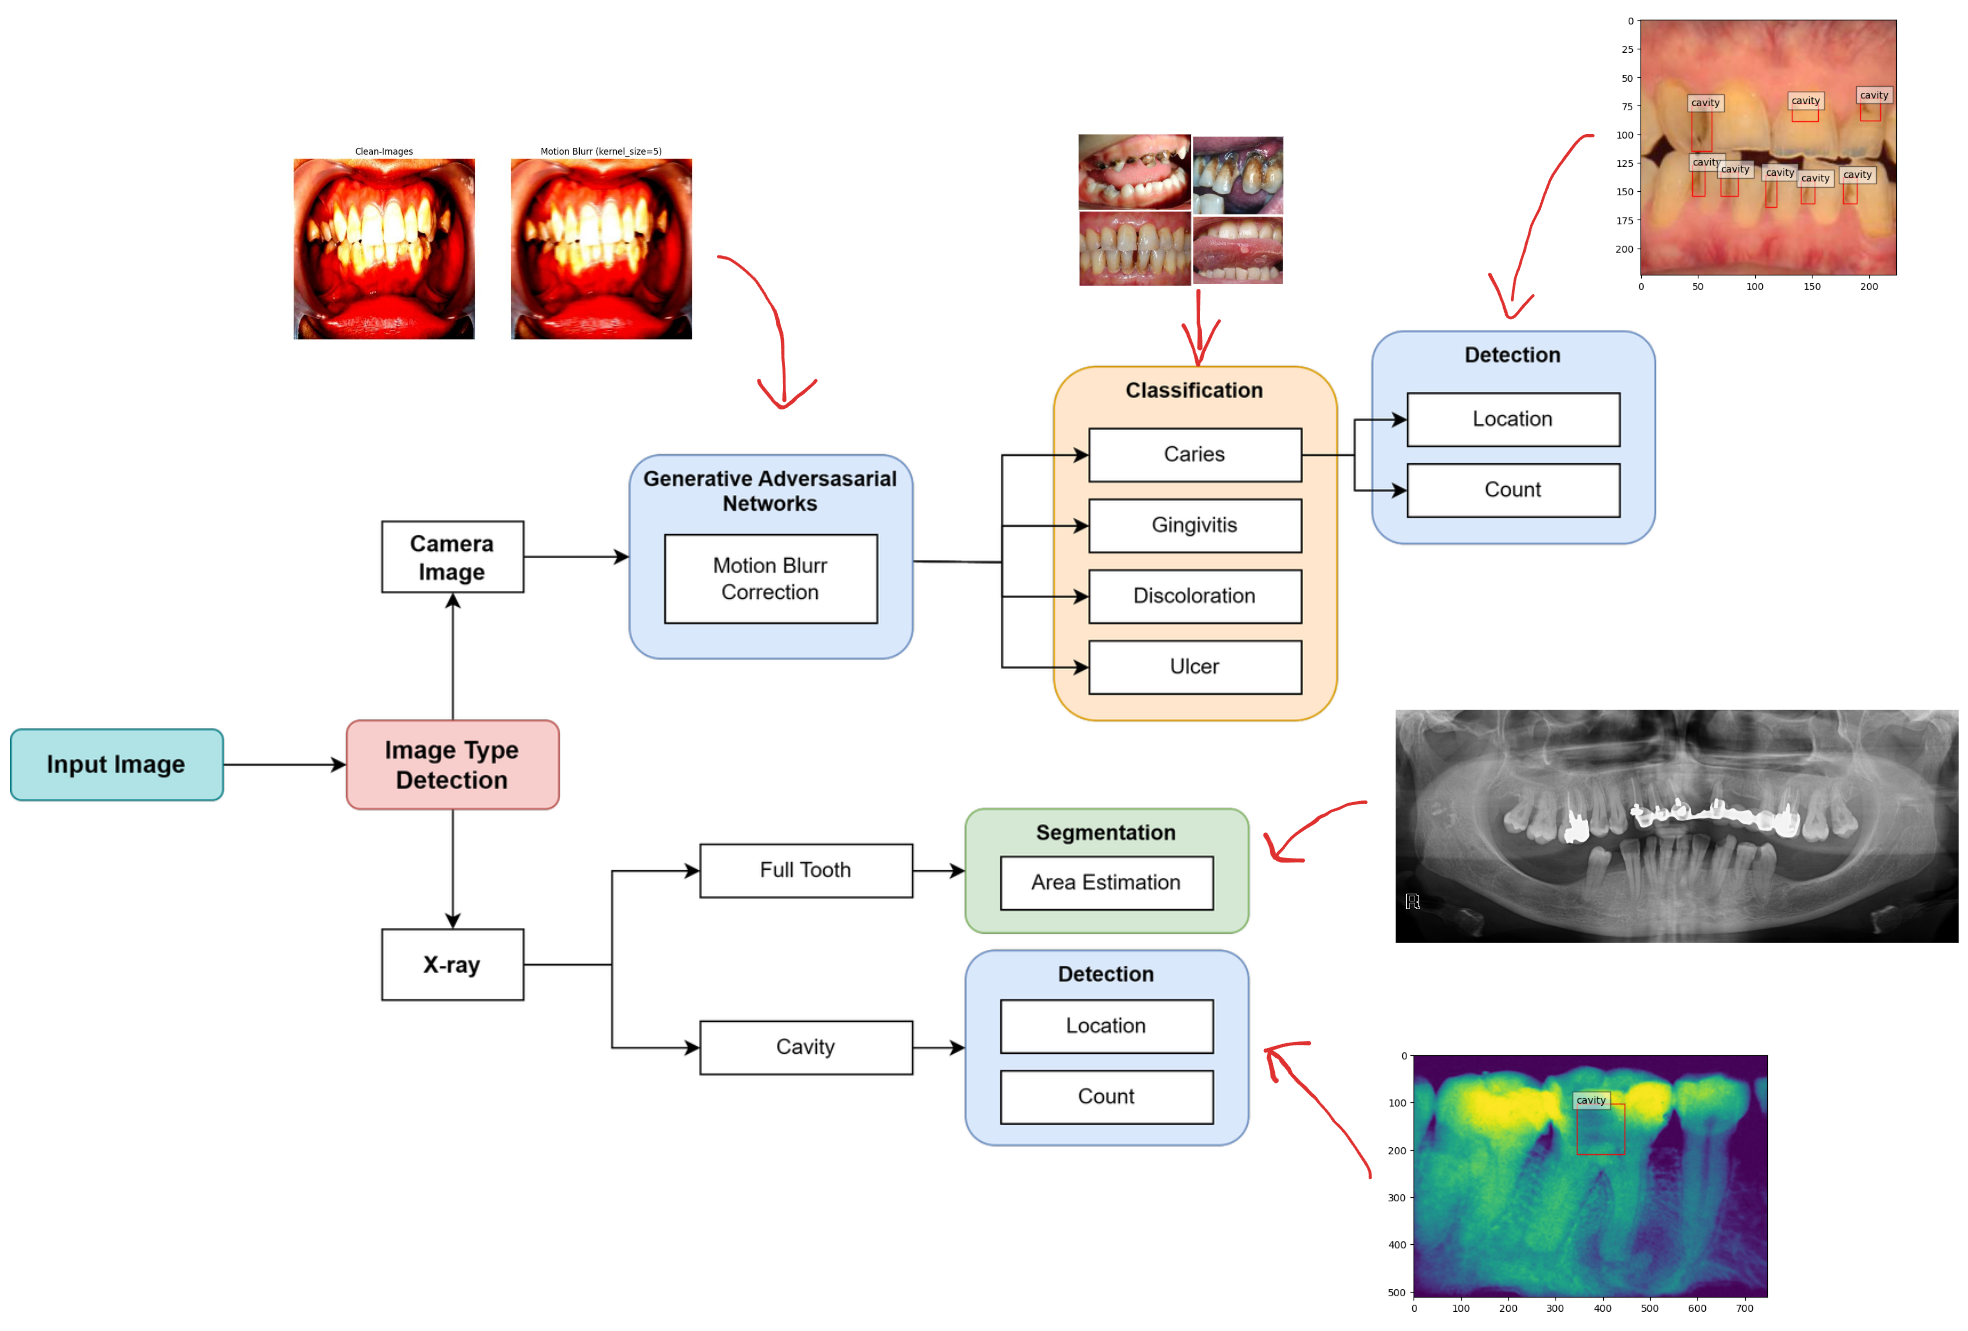 Clean-Images
Motion Blur (kernel_size=5)
0
25
50
75
100
125
150
175
200
0 50 100 150 200
cavity
cavity
cavity
cavity
cavity
cavity
cavity
cavity
Generative Adversasarial
Networks
Motion Blurr
Correction
Classification
Caries
Gingivitis
Discoloration
Ulcer
Detection
Location
Count
Camera
Image
Input Image
Image Type
Detection
X-ray
Full Tooth
Cavity
Segmentation
Area Estimation
Detection
Location
Count
R
0
100
200
300
400
500
0 100 200 300 400 500 600 700
cavity